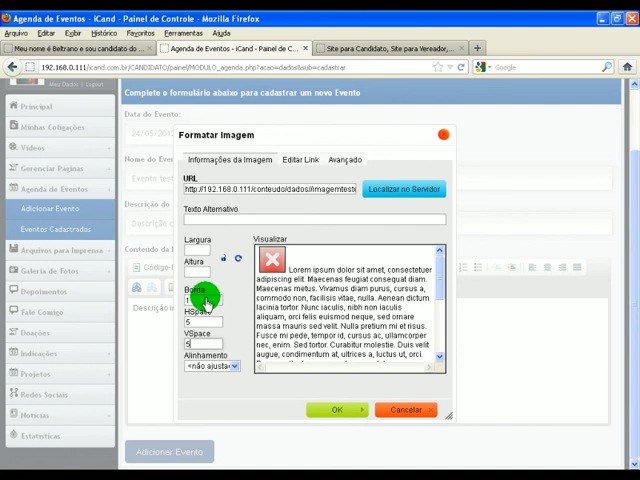 Agenda de Eventos - iCand - Painel de Controle - Mozilla Firefox
Arquivo Editar Exibir Histórico Favoritos Ferramentas Ajuda
Meu nome é Beltrano e sou candidato do ...
Agenda de Eventos - iCand - Painel de C...
Site para Candidato, Site para Vereador,...
192.168.0.111/icand.com.br/CANDIDATO/painel/MODULO_agenda.php?acao=dados&sub=cadastrar
Google
Meu Dados | Logout
Principal
Minhas Cofigações
Videos
Gerenciar Paginas
Agenda de Eventos
Adicionar Evento
Eventos Cadastrados
Arquivos para Imprensa
Galeria de Fotos
Depoimentos
Fale Comigo
Doações
Indicações
Projetos
Redes Sociais
Noticias
Estatisticas
Complete o formulário abaixo para cadastrar um novo Evento
Data do Evento:
24/05/2012
Nome do Even
Evento teste
Descrição do
Descrição c
Conteudo da E
Código-F
Descrição i
Adicionar Evento
Formatar Imagem
Informações da Imagem Editar Link Avançado
URL
http://192.168.0.111/conteudo/dados//imagemteste
Localizar no Servidor
Texto Alternativo
Largura
Altura
Borda
1
HSpace
5
VSpace
5
Alinhamento
<não ajustad
Visualizar
Lorem ipsum dolor sit amet, consectetuer
adipiscing elit. Maecenas feugiat consequat diam.
Maecenas metus. Vivamus diam purus, cursus a,
commodo non, facilisis vitae, nulla. Aenean dictum
lacinia tortor. Nunc iaculis, nibh non iaculis
aliquam, orci felis euismod neque, sed ornare
massa mauris sed velit. Nulla pretium mi et risus.
Fusce mi pede, tempor id, cursus ac, ullamcorper
nec, enim. Sed tortor. Curabitur molestie. Duis velit
augue, condimentum at, ultrices a, luctus ut, orci.
OK
Cancelar